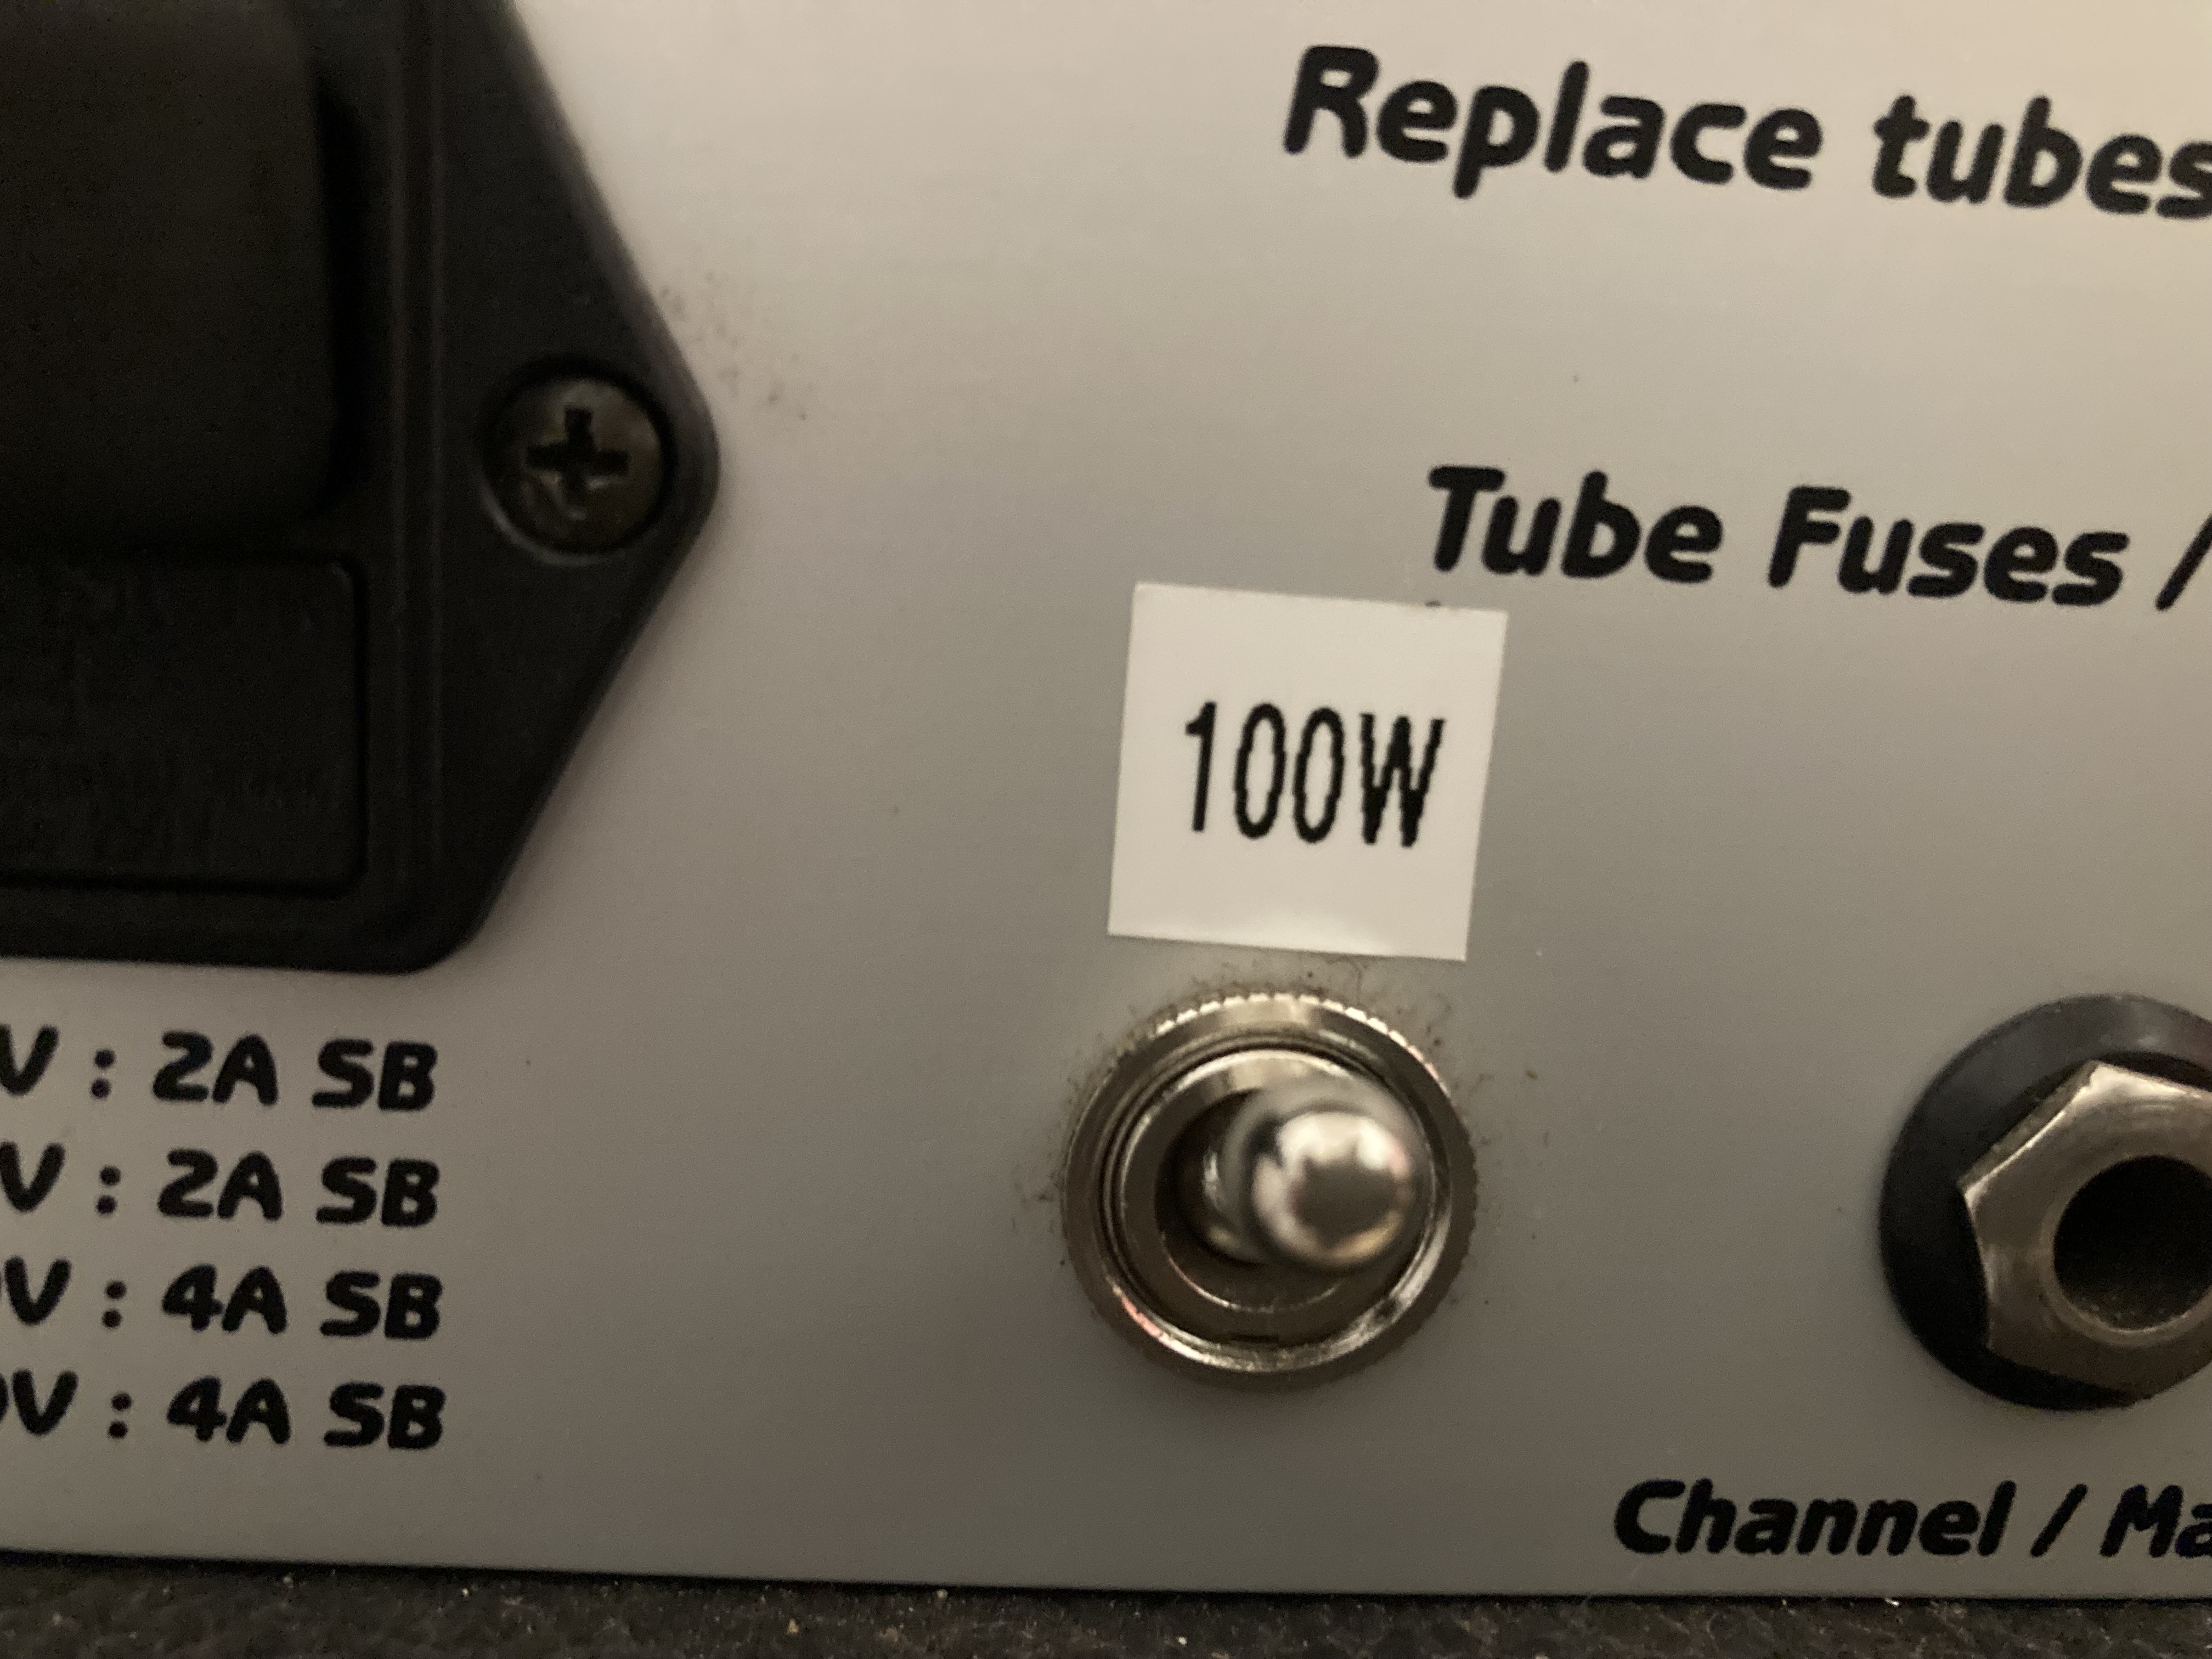 Replace tubes
Tube Fuses /
100W
V : 2A SB
V : 2A SB
0V : 4A SB
0V : 4A SB
Channel / Ma